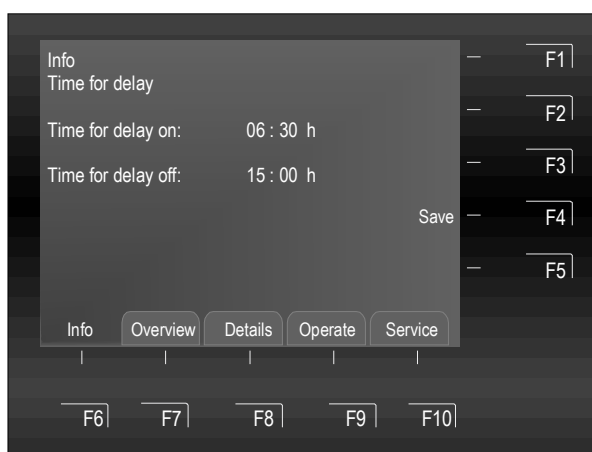 Info
Time for delay
Time for delay on: 06 : 30 h
Time for delay off: 15 : 00 h
Save
F1
F2
F3
F4
F5
Info Overview Details Operate Service
F6 F7 F8 F9 F10